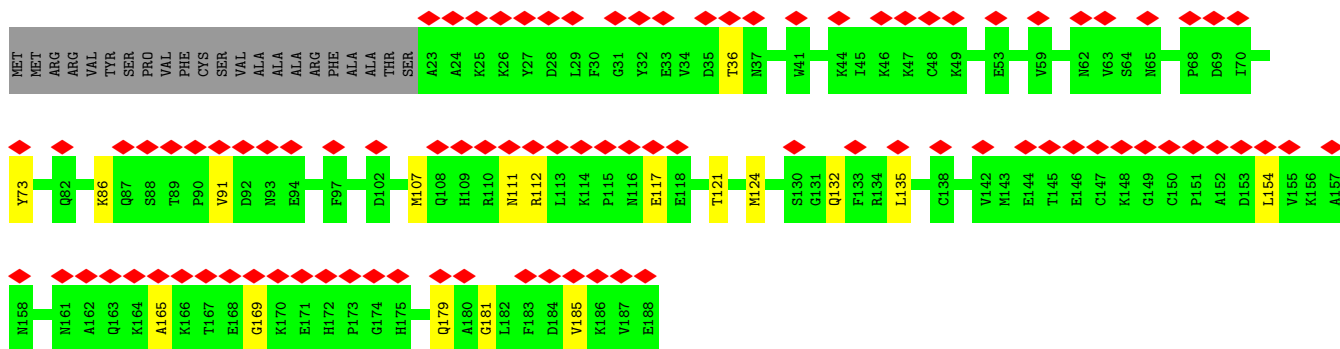 MET MET ARG ARG VAL TYR SER PRO VAL PHE CYS SER VAL ALA ALA ALA ARG PHE ALA ALA THR SER A23 A24 K25 K26 Y27 D28 L29 F30 G31 Y32 E33 V34 D35 T36 N37 W41 K44 I45 K46 K47 C48 K49 E53 V59 N62 V63 S64 N65 P68 D69 I70
Y73 Q82 K86 Q87 S88 T89 P90 V91 D92 N93 E94 F97 D102 M107 Q108 H109 R110 N111 R112 L113 K114 P115 N116 E117 E118 T121 M124 S130 G131 Q132 F133 R134 L135 C138 V142 M143 E144 T145 E146 C147 K148 G149 C150 P151 A152 D153 L154 V155 K156 A157
N158 N161 A162 Q163 K164 A165 K166 T167 E168 G169 K170 E171 H172 P173 G174 H175 Q179 A180 G181 L182 F183 D184 V185 K186 V187 E188